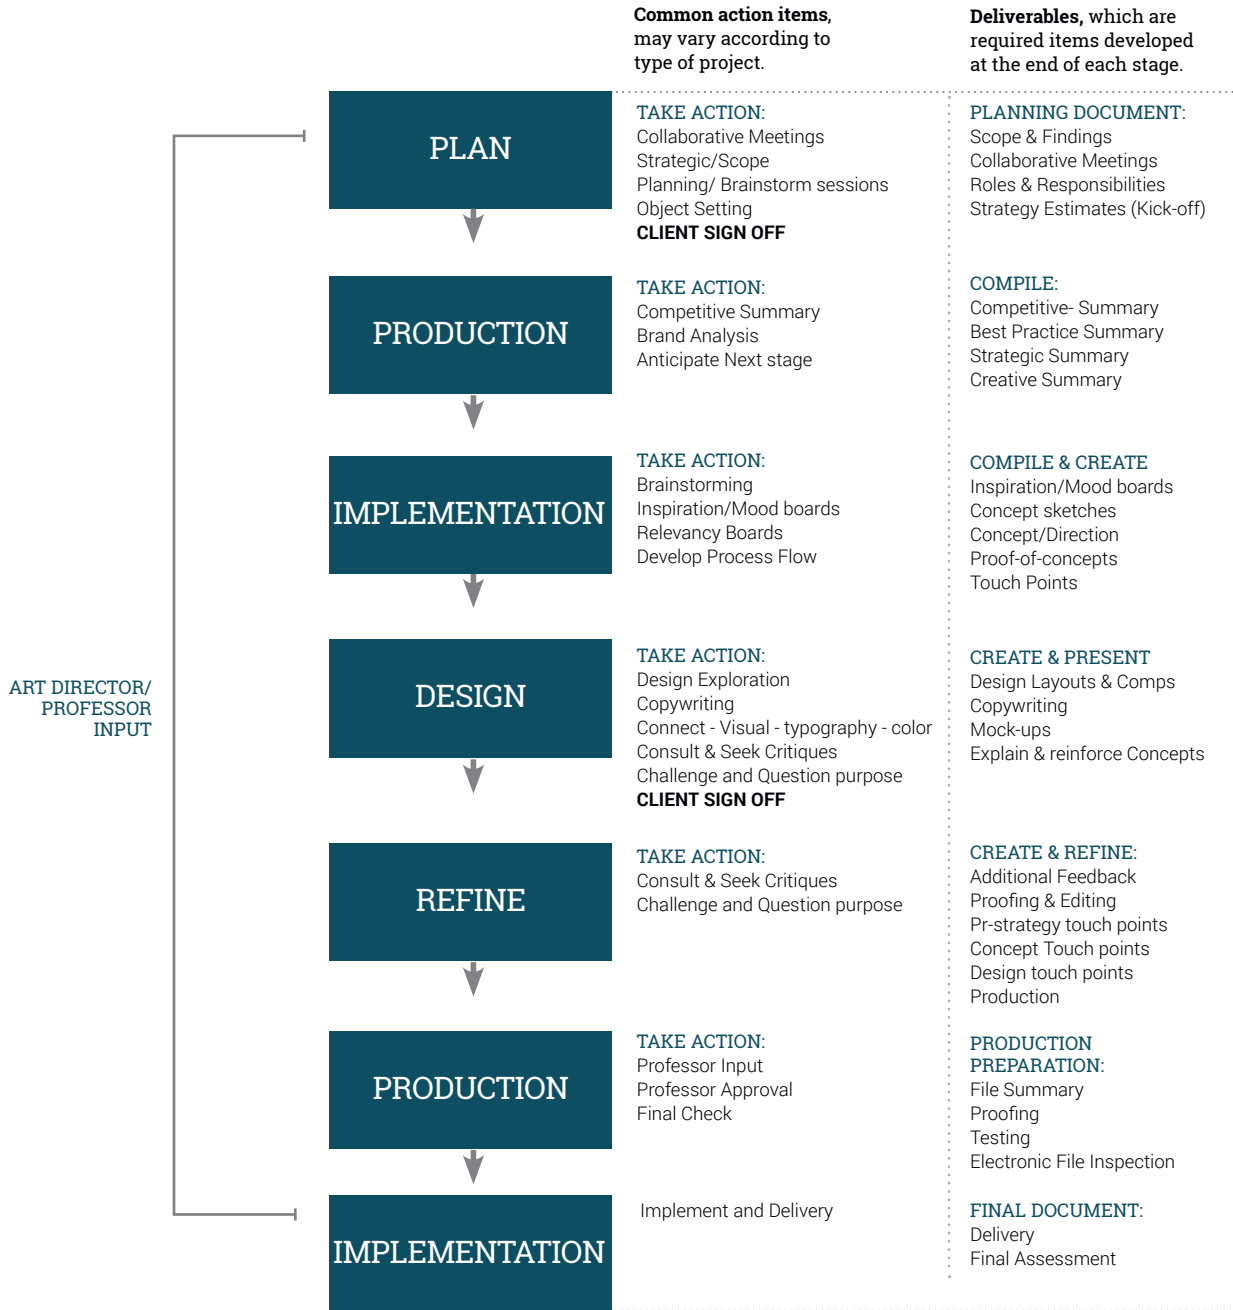 Common action items,
may vary according to
type of project.
Deliverables, which are
required items developed
at the end of each stage.
PLAN
TAKE ACTION:
Collaborative Meetings
Strategic/Scope
Planning/ Brainstorm sessions
Object Setting
CLIENT SIGN OFF
PLANNING DOCUMENT:
Scope & Findings
Collaborative Meetings
Roles & Responsibilities
Strategy Estimates (Kick-off)
PRODUCTION
TAKE ACTION:
Competitive Summary
Brand Analysis
Anticipate Next stage
COMPILE:
Competitive- Summary
Best Practice Summary
Strategic Summary
Creative Summary
IMPLEMENTATION
TAKE ACTION:
Brainstorming
Inspiration/Mood boards
Relevancy Boards
Develop Process Flow
COMPILE & CREATE
Inspiration/Mood boards
Concept sketches
Concept/Direction
Proof-of-concepts
Touch Points
ART DIRECTOR/
PROFESSOR
INPUT
DESIGN
TAKE ACTION:
Design Exploration
Copywriting
Connect - Visual - typography - color
Consult & Seek Critiques
Challenge and Question purpose
CLIENT SIGN OFF
CREATE & PRESENT
Design Layouts & Comps
Copywriting
Mock-ups
Explain & reinforce Concepts
REFINE
TAKE ACTION:
Consult & Seek Critiques
Challenge and Question purpose
CREATE & REFINE:
Additional Feedback
Proofing & Editing
Pr-strategy touch points
Concept Touch points
Design touch points
Production
PRODUCTION
TAKE ACTION:
Professor Input
Professor Approval
Final Check
PRODUCTION
PREPARATION:
File Summary
Proofing
Testing
Electronic File Inspection
IMPLEMENTATION
Implement and Delivery
FINAL DOCUMENT:
Delivery
Final Assessment